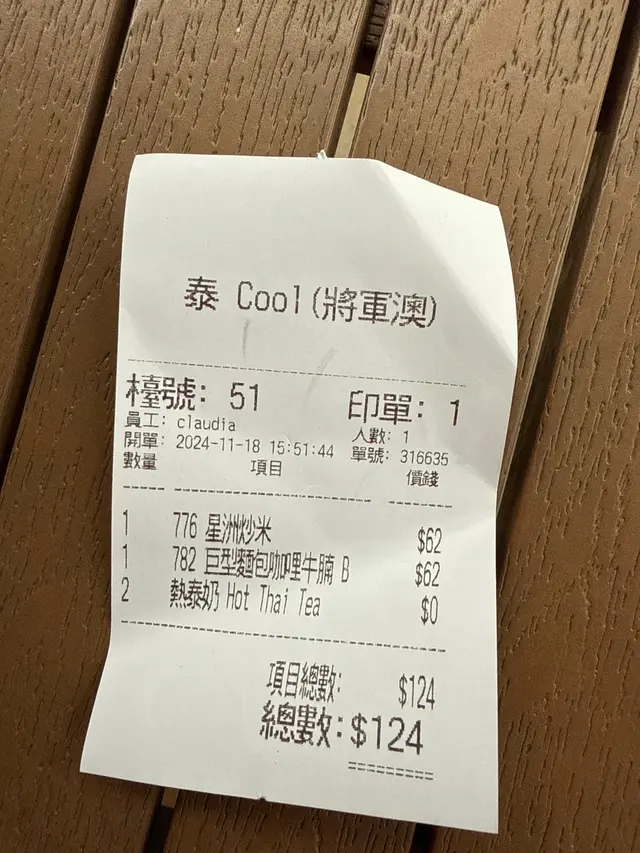 泰 Cool(將軍澳)
檯號: 51 印單: 1
員工: claudia 人數: 1
開單: 2024-11-18 15:51:44 單號: 316635
數量 項目 價錢
1 776 星洲炒米 $62
1 782 巨型麵包咖喱牛腩 B $62
2 熱泰奶 Hot Thai Tea $0
項目總數: $124
總數: $124